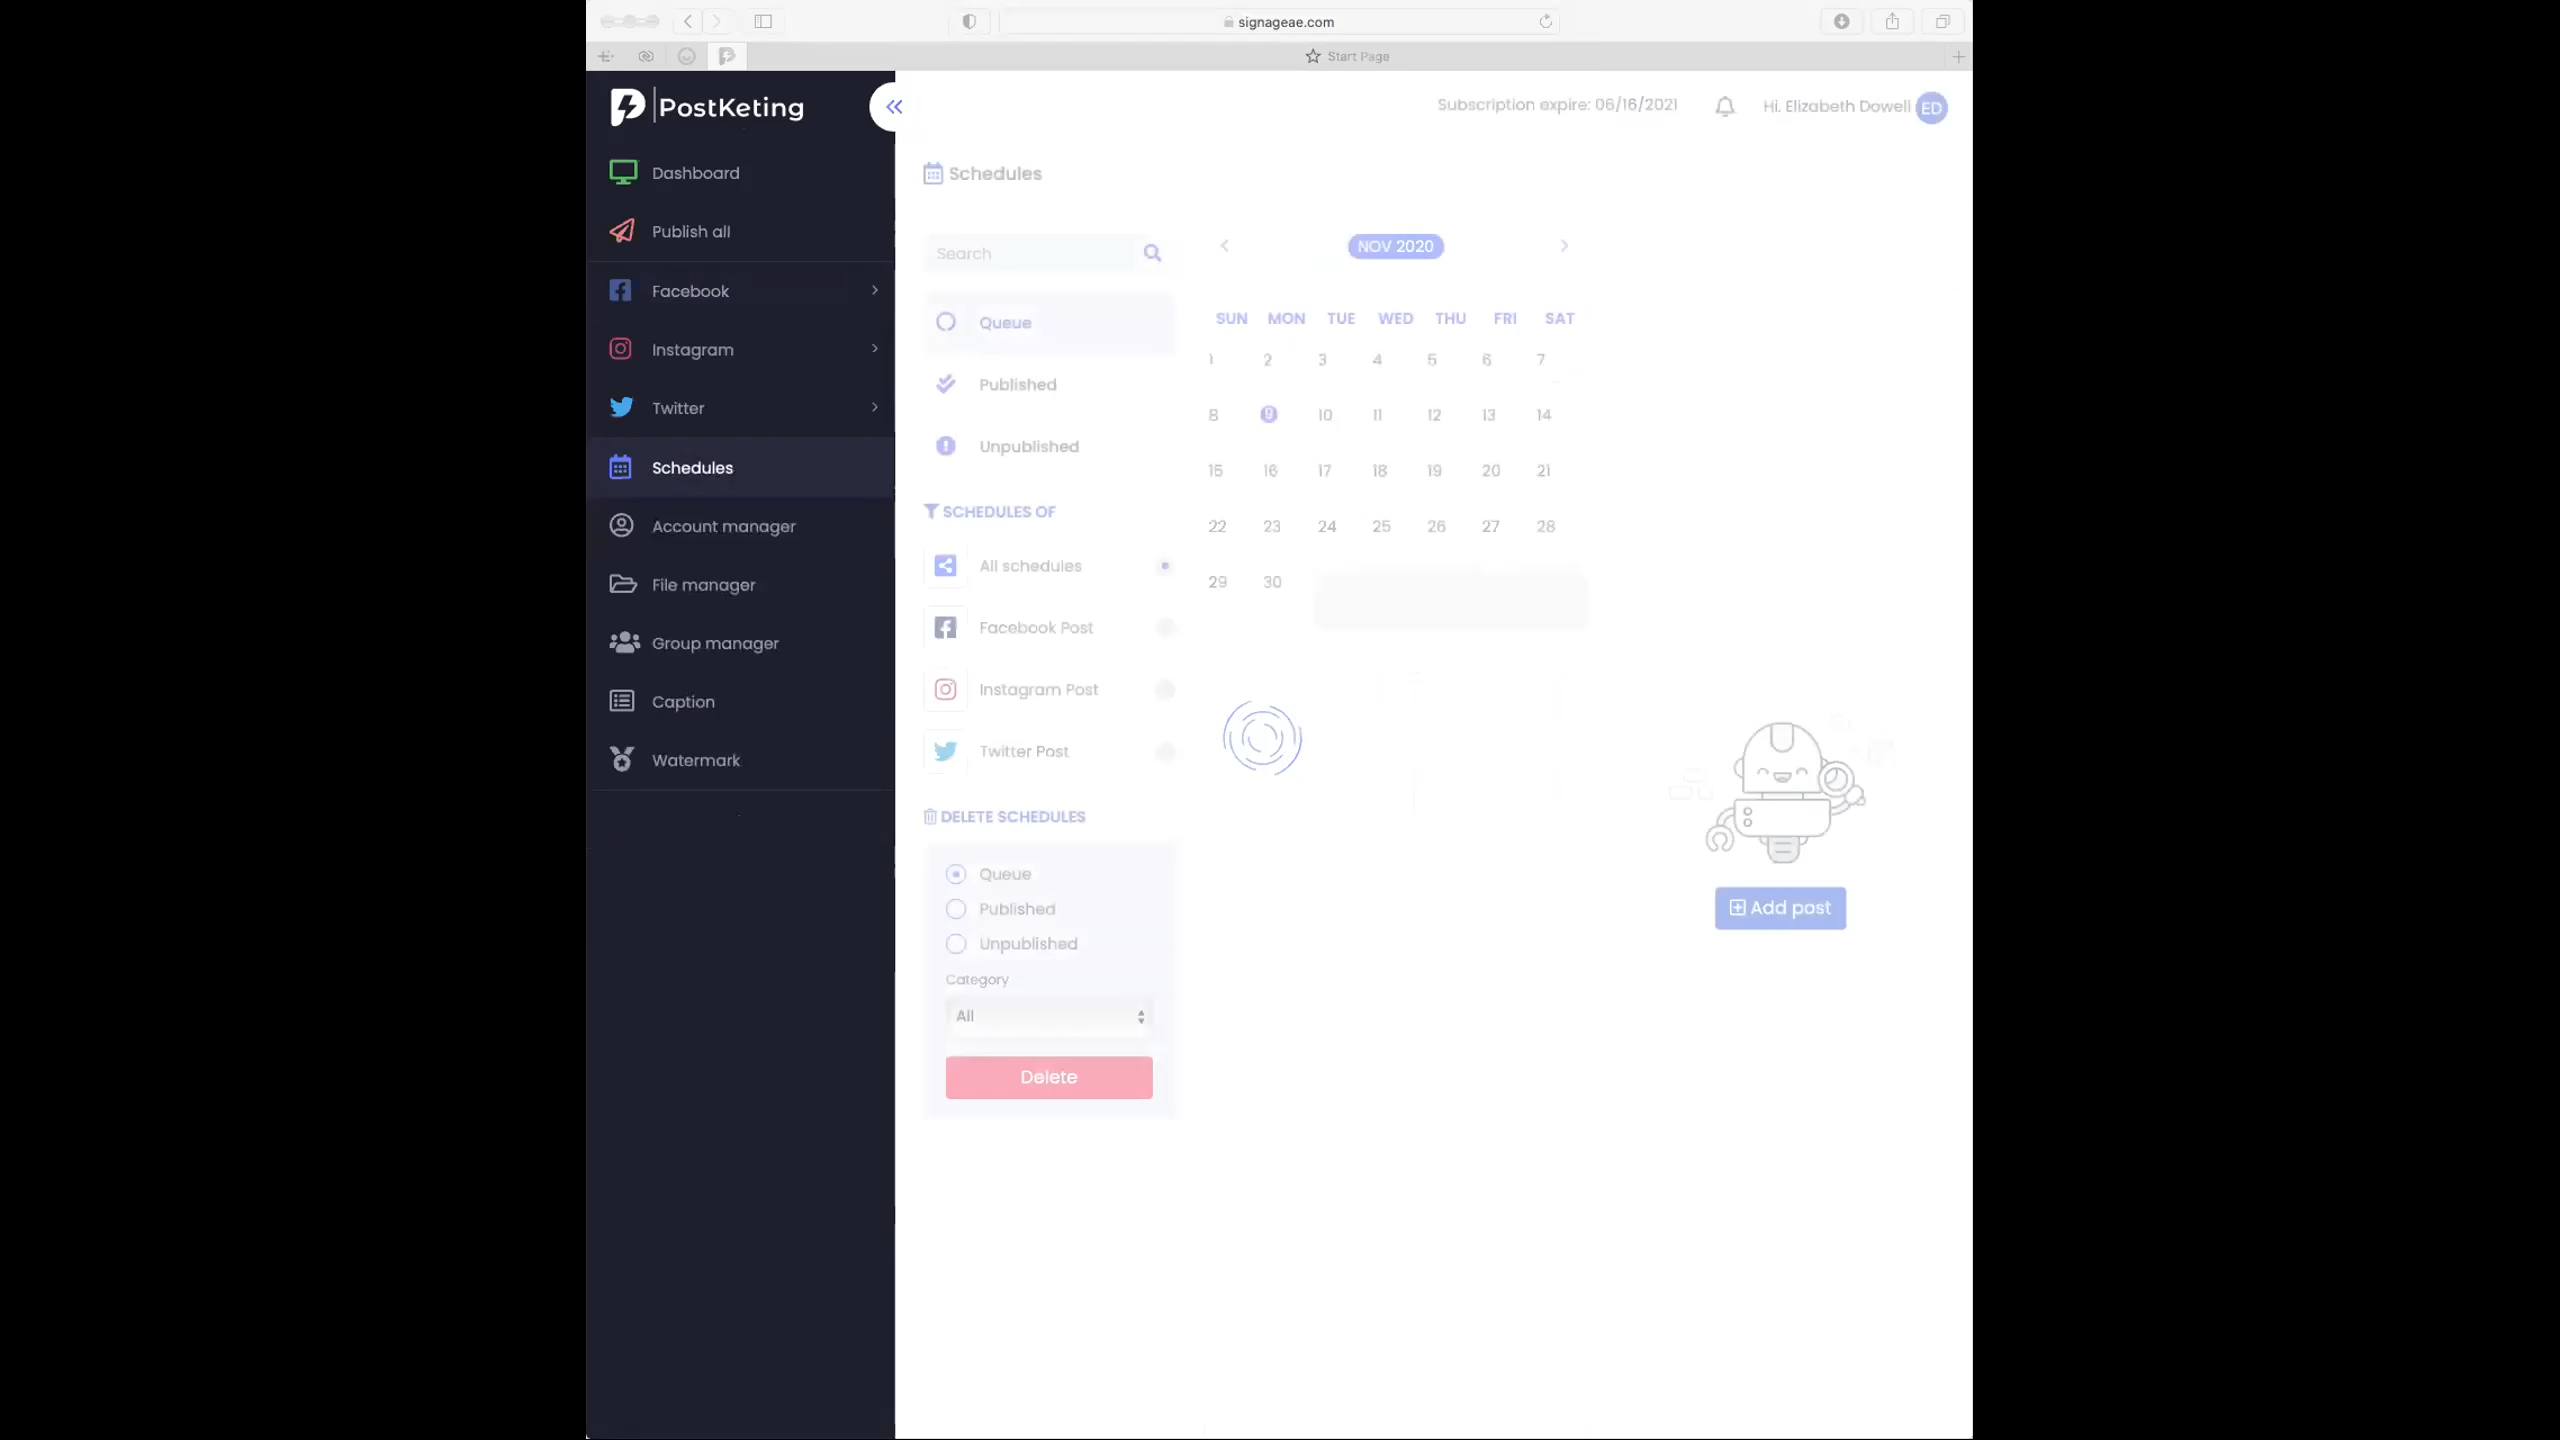 signageae.com
Start Page
PostKeting
Subscription expire: 06/16/2021
Hi. Elizabeth Dowell ED
Dashboard
Publish all
Facebook
Instagram
Twitter
Schedules
Account manager
File manager
Group manager
Caption
Watermark
Schedules
Search
Queue
Published
Unpublished
SCHEDULES OF
All schedules
Facebook Post
Instagram Post
Twitter Post
DELETE SCHEDULES
Queue
Published
Unpublished
Category
All
Delete
NOV 2020
SUN MON TUE WED THU FRI SAT
1 2 3 4 5 6 7
8 9 10 11 12 13 14
15 16 17 18 19 20 21
22 23 24 25 26 27 28
29 30
Add post